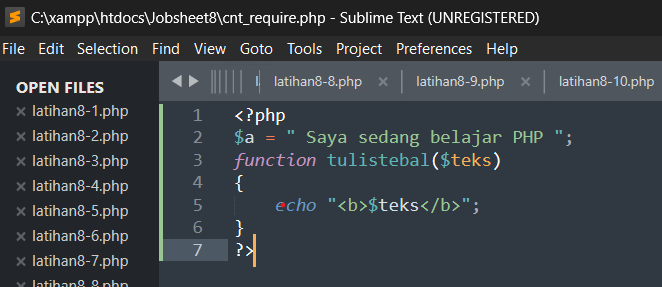 C:\xampp\htdocs\Jobsheet8\cnt_require.php - Sublime Text (UNREGISTERED)
File Edit Selection Find View Goto Tools Project Preferences Help
OPEN FILES
latihan8-1.php
latihan8-2.php
latihan8-3.php
latihan8-4.php
latihan8-5.php
latihan8-6.php
latihan8-7.php
latihan8-8.php
latihan8-8.php latihan8-9.php latihan8-10.php
1 <?php
2 $a = " Saya sedang belajar PHP ";
3 function tulistebal($teks)
4 {
5 echo "<b>$teks</b>";
6 }
7 ?>